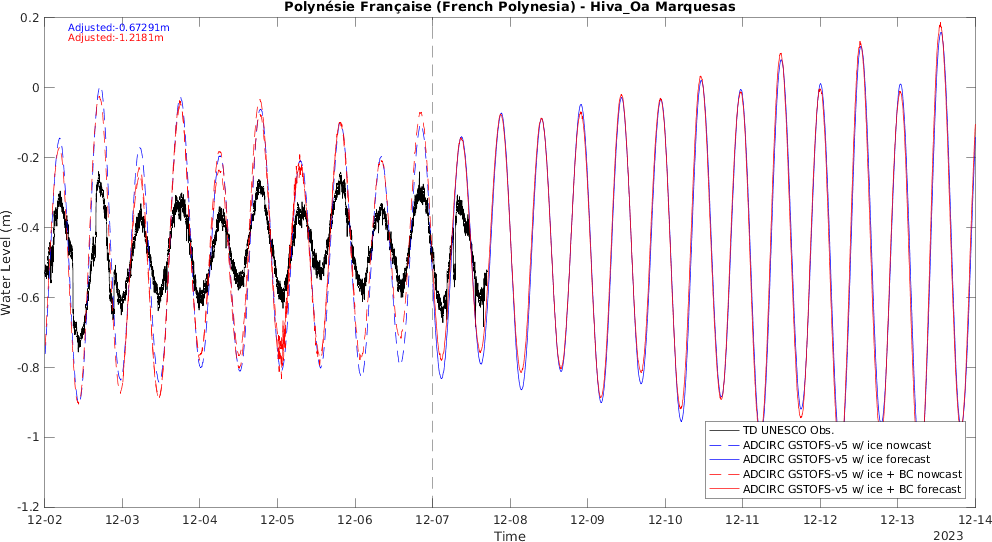 Polynésie Française (French Polynesia) - Hiva_Oa Marquesas
Adjusted:-0.67291m
Adjusted:-1.2181m
0.2
0
-0.2
-0.4
-0.6
-0.8
-1
-1.2
Water Level (m)
TD UNESCO Obs.
ADCIRC GSTOFS-v5 w/ ice nowcast
ADCIRC GSTOFS-v5 w/ ice forecast
ADCIRC GSTOFS-v5 w/ ice + BC nowcast
ADCIRC GSTOFS-v5 w/ ice + BC forecast
12-02 12-03 12-04 12-05 12-06 12-07 12-08 12-09 12-10 12-11 12-12 12-13 12-14
Time
2023